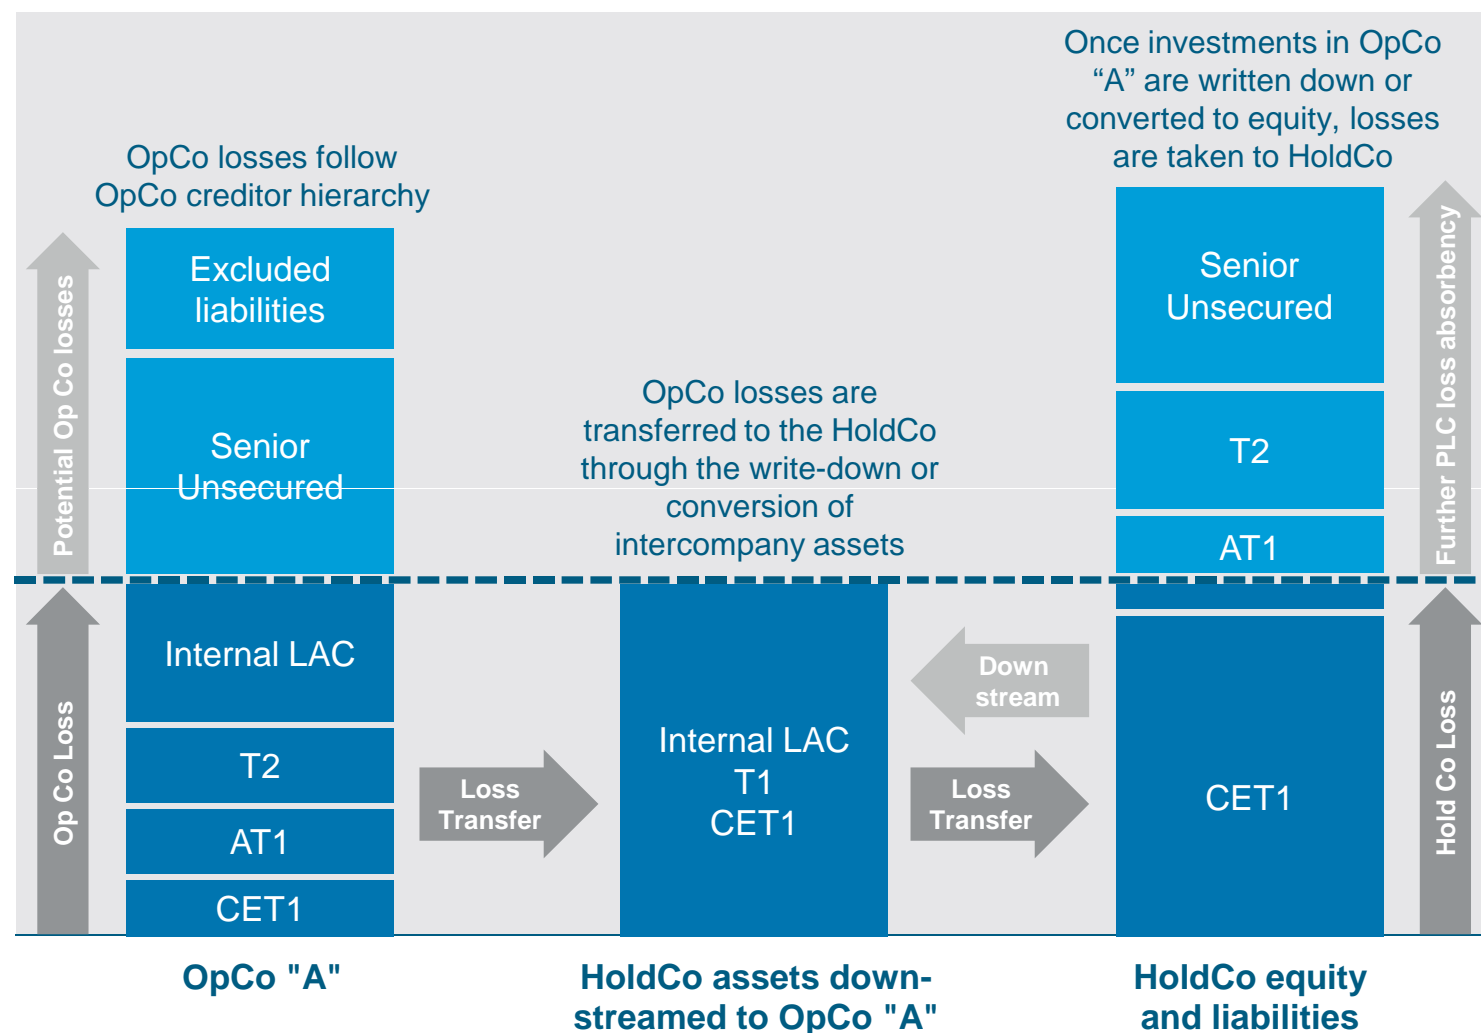 OpCo losses follow
OpCo creditor hierarchy
Potential Op Co losses
Excluded
liabilities
Senior
Unsecured
Op Co Loss
Internal LAC
T2
AT1
CET1
OpCo "A"
Loss
Transfer
OpCo losses are
transferred to the HoldCo
through the write-down or
conversion of
intercompany assets
Internal LAC
T1
CET1
HoldCo assets down-
streamed to OpCo "A"
Down
stream
Loss
Transfer
Once investments in OpCo
“A” are written down or
converted to equity, losses
are taken to HoldCo
Senior
Unsecured
T2
AT1
CET1
HoldCo equity
and liabilities
Further PLC loss absorbency
Hold Co Loss